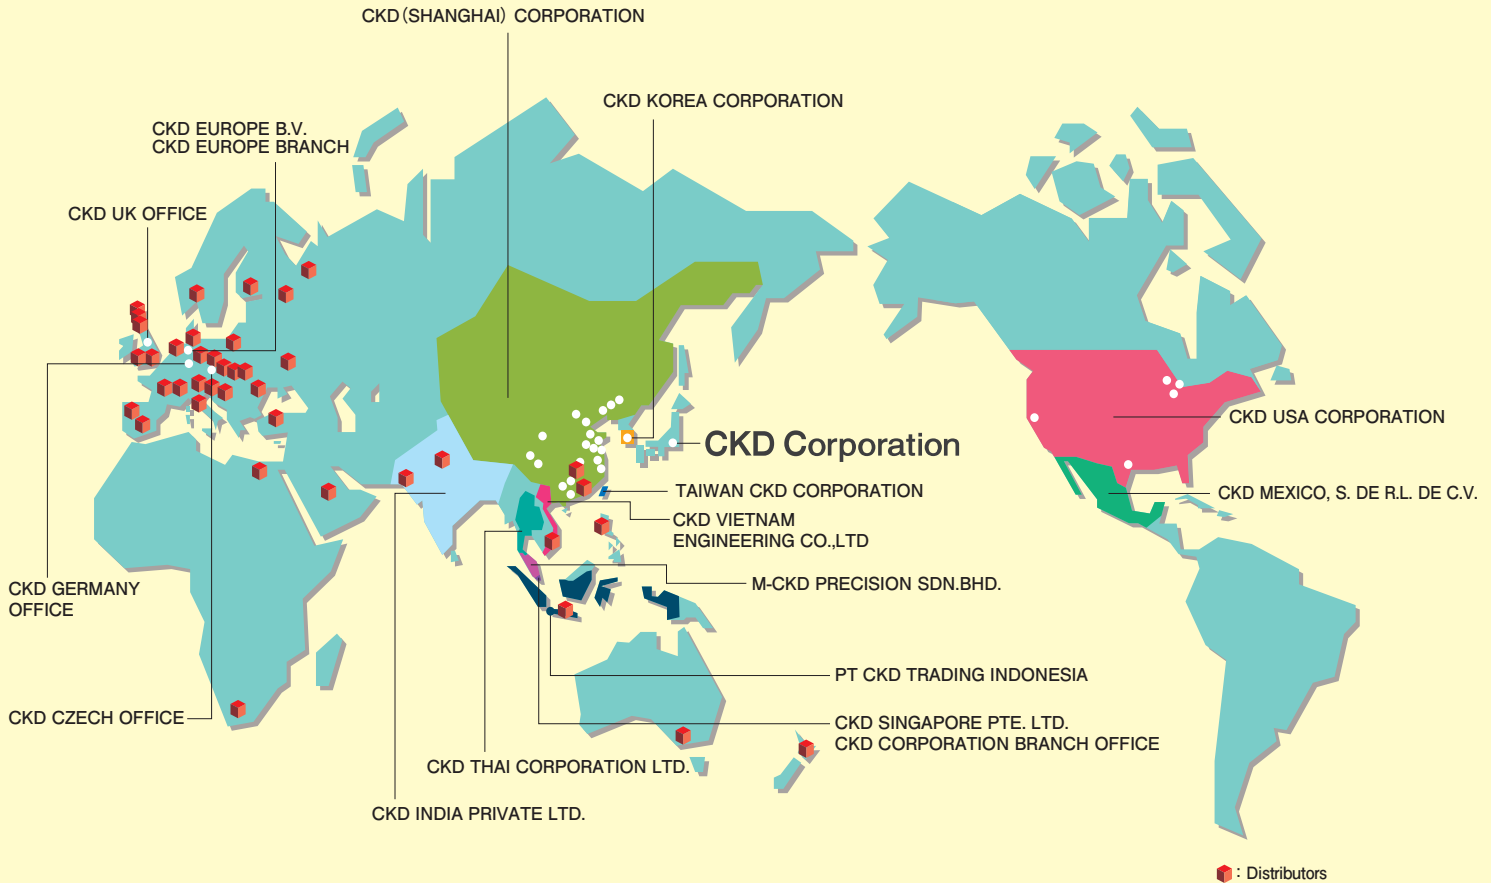 CKD(SHANGHAI) CORPORATION
CKD KOREA CORPORATION
CKD EUROPE B.V.
CKD EUROPE BRANCH
CKD UK OFFICE
CKD USA CORPORATION
CKD Corporation
TAIWAN CKD CORPORATION
CKD MEXICO, S. DE R.L. DE C.V.
CKD VIETNAM
ENGINEERING CO.,LTD
M-CKD PRECISION SDN.BHD.
CKD GERMANY
OFFICE
PT CKD TRADING INDONESIA
CKD CZECH OFFICE
CKD SINGAPORE PTE. LTD.
CKD CORPORATION BRANCH OFFICE
CKD THAI CORPORATION LTD.
CKD INDIA PRIVATE LTD.
: Distributors